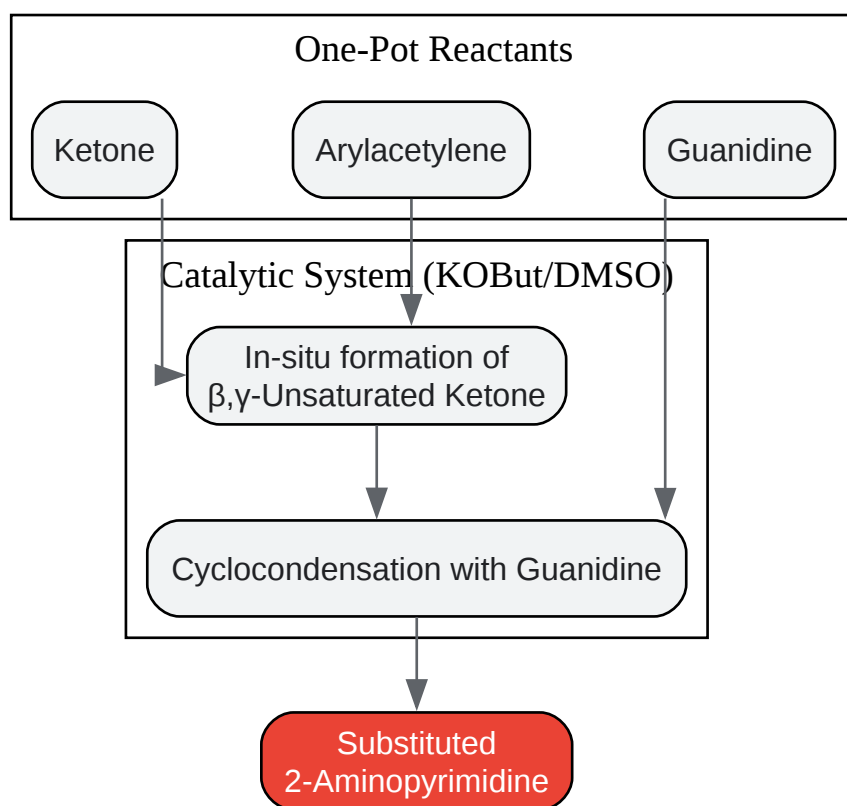 One-Pot Reactants
Ketone
Arylacetylene
Guanidine
Catalytic System (KOBut/DMSO)
In-situ formation of
β,γ-Unsaturated Ketone
Cyclocondensation with Guanidine
Substituted
2-Aminopyrimidine